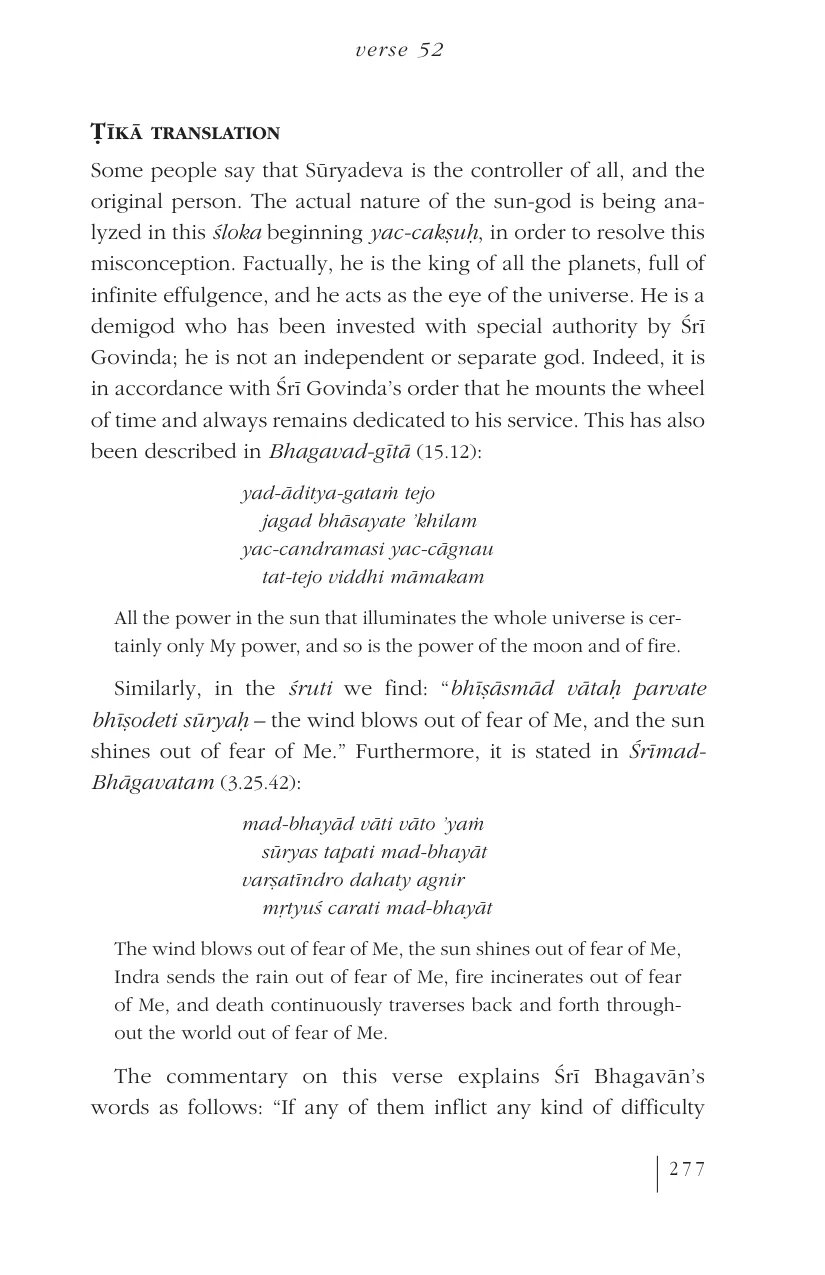 verse 52
Ṭīkā translation
Some people say that Sūryadeva is the controller of all, and the
original person. The actual nature of the sun-god is being ana-
lyzed in this śloka beginning yac-cakṣuḥ, in order to resolve this
misconception. Factually, he is the king of all the planets, full of
infinite effulgence, and he acts as the eye of the universe. He is a
demigod who has been invested with special authority by Śrī
Govinda; he is not an independent or separate god. Indeed, it is
in accordance with Śrī Govinda’s order that he mounts the wheel
of time and always remains dedicated to his service. This has also
been described in Bhagavad-gītā (15.12):
yad-āditya-gataṁ tejo
jagad bhāsayate ’khilam
yac-candramasi yac-cāgnau
tat-tejo viddhi māmakam
All the power in the sun that illuminates the whole universe is cer-
tainly only My power, and so is the power of the moon and of fire.
Similarly, in the śruti we find: “bhīṣāsmād vātaḥ parvate
bhīṣodeti sūryaḥ – the wind blows out of fear of Me, and the sun
shines out of fear of Me.” Furthermore, it is stated in Śrīmad-
Bhāgavatam (3.25.42):
mad-bhayād vāti vāto ’yaṁ
sūryas tapati mad-bhayāt
varṣatīndro dahaty agnir
mṛtyuś carati mad-bhayāt
The wind blows out of fear of Me, the sun shines out of fear of Me,
Indra sends the rain out of fear of Me, fire incinerates out of fear
of Me, and death continuously traverses back and forth through-
out the world out of fear of Me.
The commentary on this verse explains Śrī Bhagavān’s
words as follows: “If any of them inflict any kind of difficulty
277